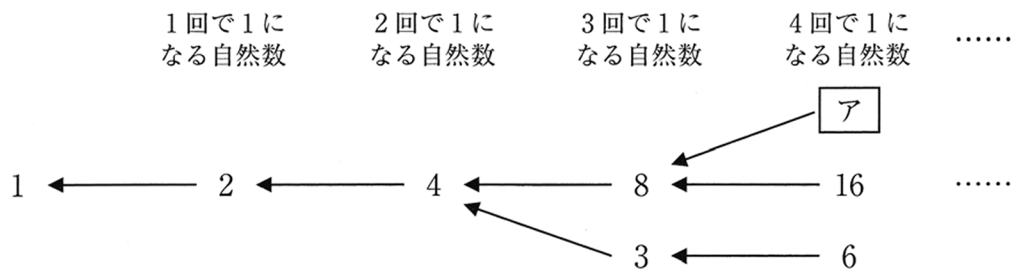 1回で1に 2回で1に 3回で1に 4回で1に ……
なる自然数 なる自然数 なる自然数 なる自然数
ア
1 2 4 8 16 ……
3 6